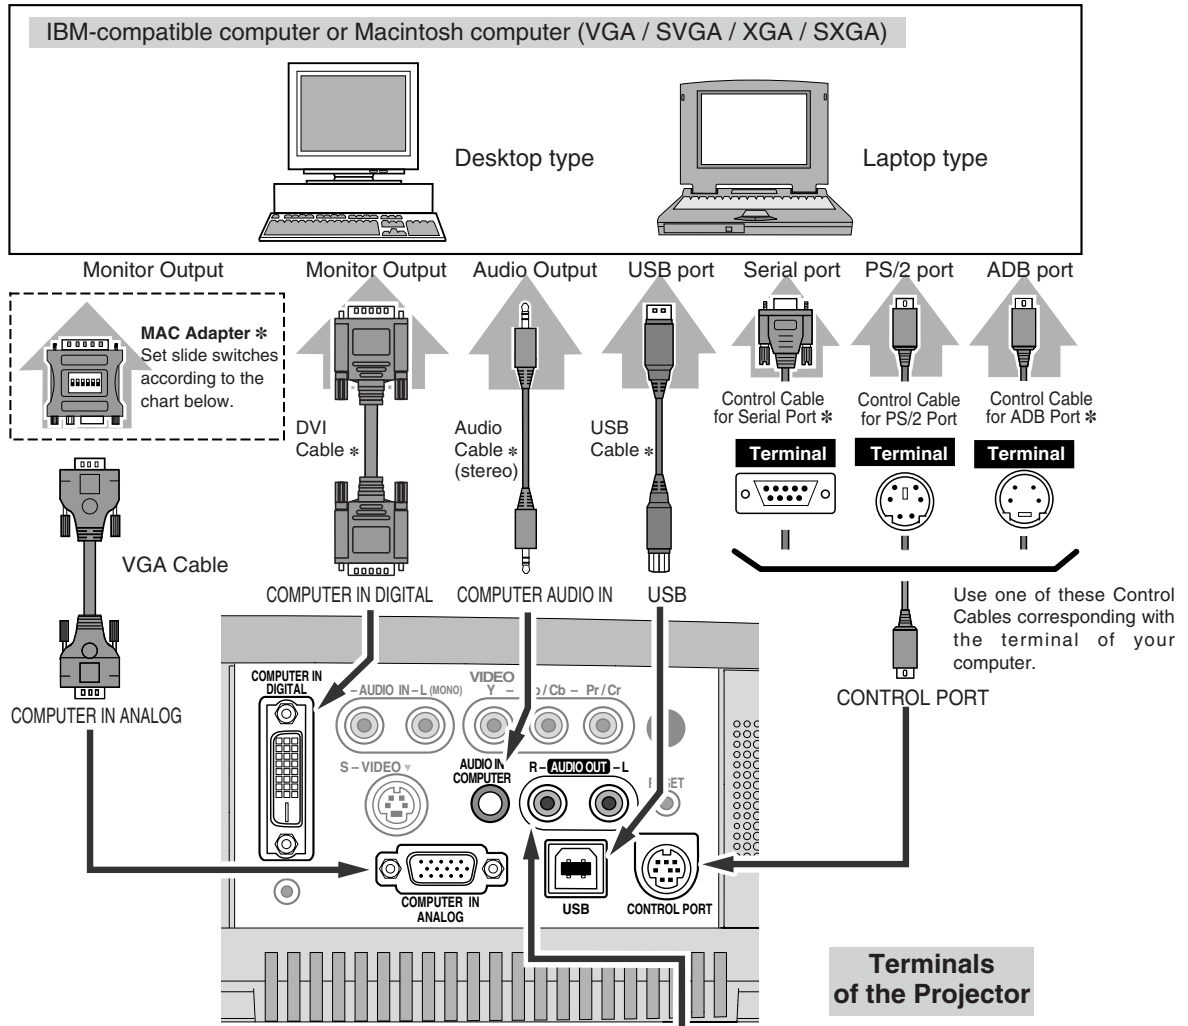 IBM-compatible computer or Macintosh computer (VGA / SVGA / XGA / SXGA)
Desktop type
Laptop type
Monitor Output
Monitor Output
Audio Output
USB port
Serial port
PS/2 port
ADB port
MAC Adapter ✻
Set slide switches
according to the
chart below.
DVI
Cable ✻
Audio
Cable ✻
(stereo)
USB
Cable ✻
Control Cable
for Serial Port ✻
Control Cable
for PS/2 Port
Control Cable
for ADB Port ✻
Terminal
Terminal
Terminal
VGA Cable
COMPUTER IN DIGITAL
COMPUTER AUDIO IN
USB
Use one of these Control
Cables corresponding with
the terminal of your
computer.
COMPUTER IN ANALOG
CONTROL PORT
COMPUTER IN
DIGITAL
– AUDIO IN – L (MONO)
VIDEO
Y – / Cb – Pr / Cr
S – VIDEO ▼
AUDIO IN
COMPUTER
R – AUDIO OUT – L
COMPUTER IN
ANALOG
USB
CONTROL PORT
Terminals
of the Projector